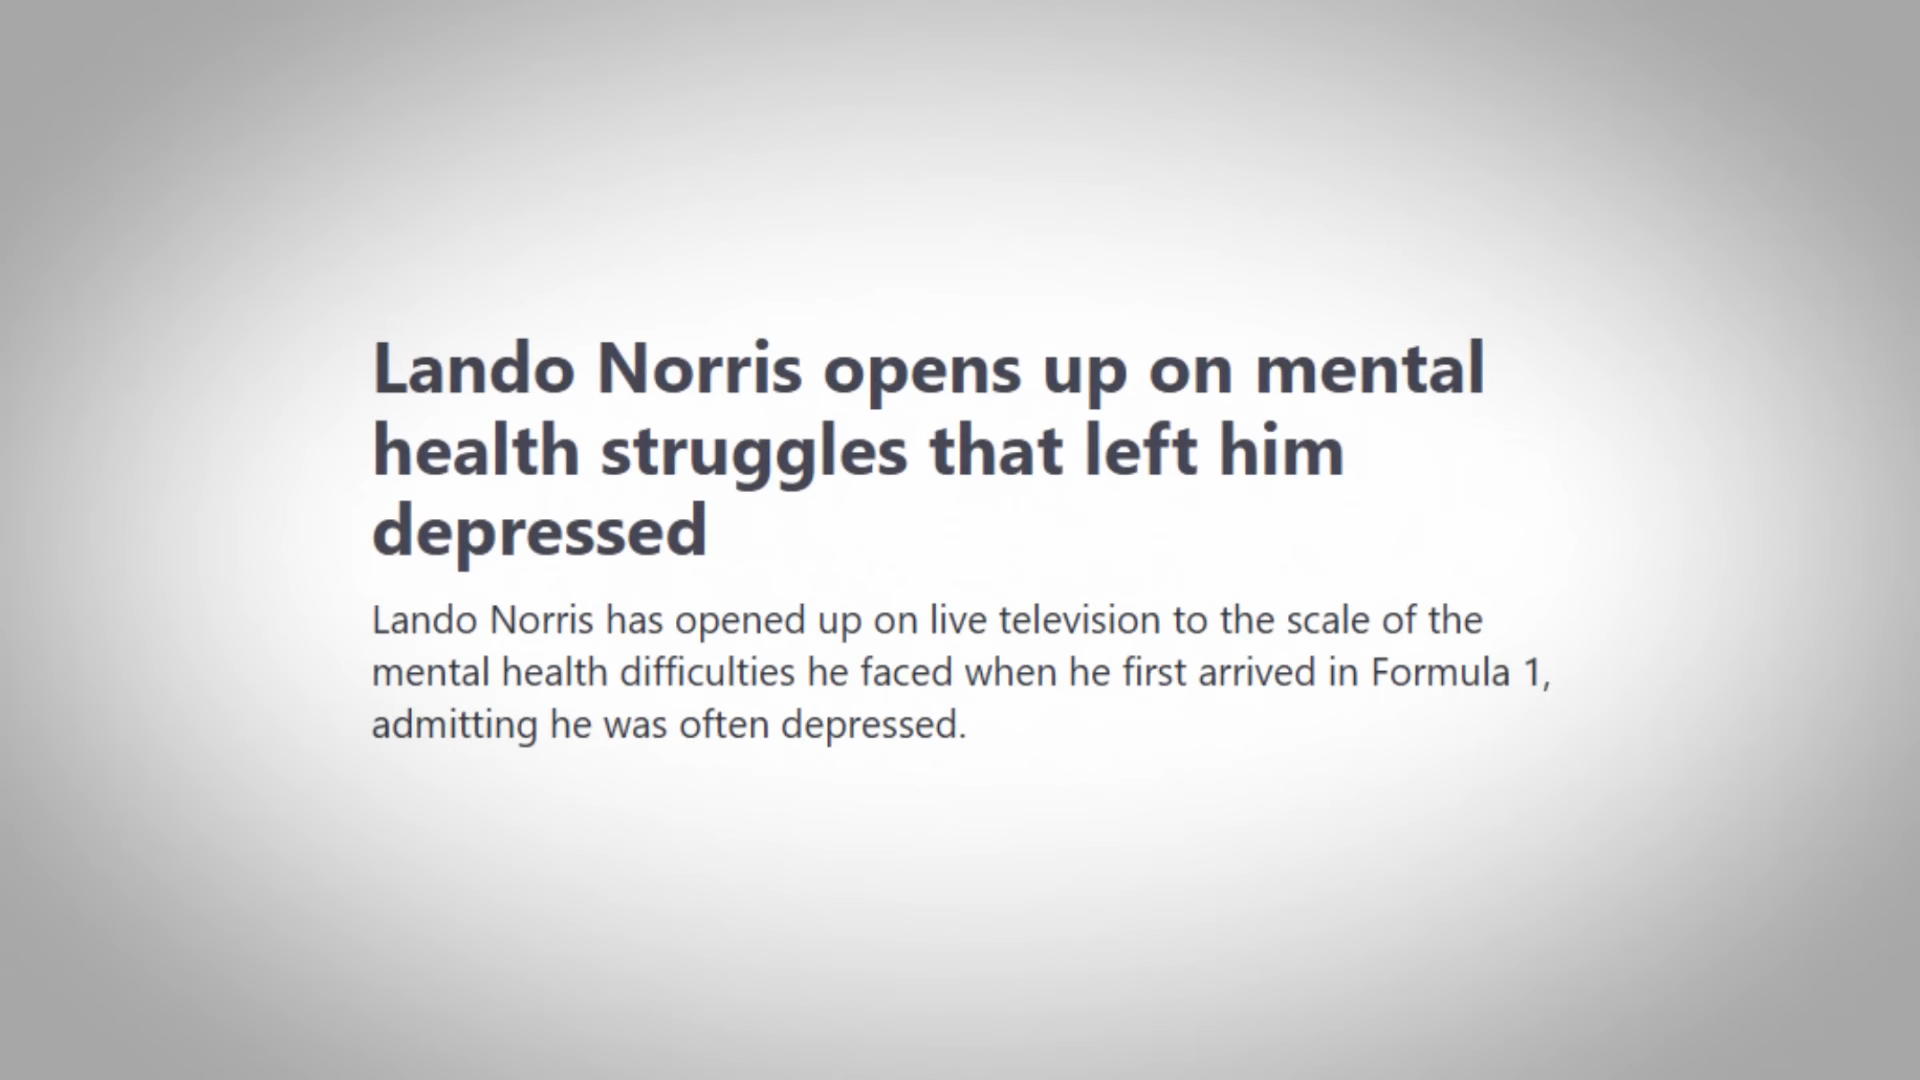 Lando Norris opens up on mental
health struggles that left him
depressed
Lando Norris has opened up on live television to the scale of the
mental health difficulties he faced when he first arrived in Formula 1,
admitting he was often depressed.